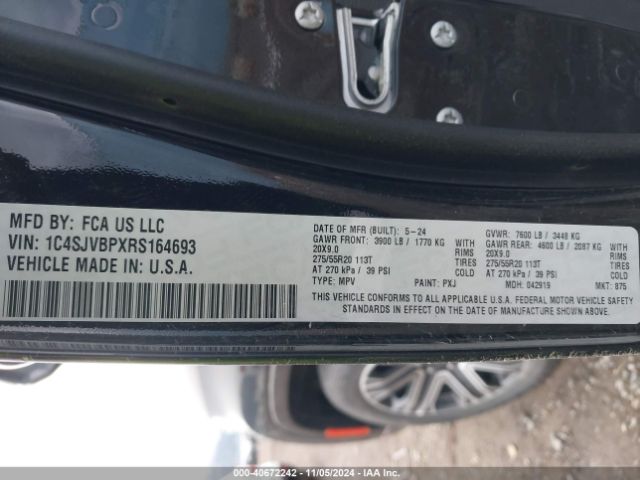 MFD BY: FCA US LLC
VIN: 1C4SJVBPXRS164693
VEHICLE MADE IN: U.S.A.
DATE OF MFR (BUILT): 5-24 GVWR: 7600 LB / 3448 KG
GAWR FRONT: 3900 LB / 1770 KG WITH GAWR REAR: 4600 LB / 2087 KG WITH
20X9.0 RIMS 20X9.0 RIMS
275/55R20 113T TIRES 275/55R20 113T TIRES
AT 270 kPa / 39 PSI COLD AT 270 kPa / 39 PSI COLD
TYPE: MPV PAINT: PXJ MDH: 042919 MKT: 875
THIS VEHICLE CONFORMS TO ALL APPLICABLE U.S.A. FEDERAL MOTOR VEHICLE SAFETY
STANDARDS IN EFFECT ON THE DATE OF MANUFACTURE SHOWN ABOVE.
000-40672242 - 11/05/2024 - IAA Inc.